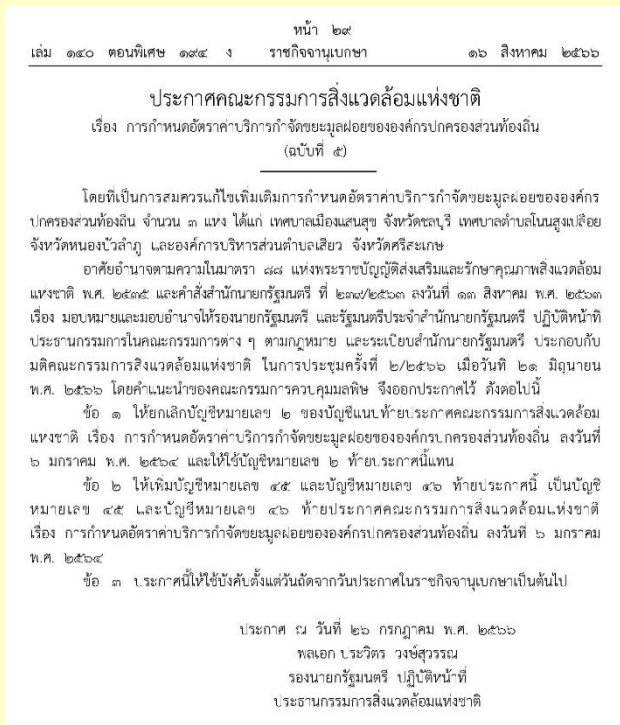 หน้า ๒๙
เล่ม ๑๔๐ ตอนพิเศษ ๑๙๔ ง ราชกิจจานุเบกษา ๑๖ สิงหาคม ๒๕๖๖
ประกาศคณะกรรมการสิ่งแวดล้อมแห่งชาติ
เรื่อง การกำหนดอัตราค่าบริการกำจัดขยะมูลฝอยขององค์กรปกครองส่วนท้องถิ่น
(ฉบับที่ ๕)
โดยที่เป็นการสมควรแก้ไขเพิ่มเติมการกำหนดอัตราค่าบริการกำจัดขยะมูลฝอยขององค์กร
ปกครองส่วนท้องถิ่น จำนวน ๓ แห่ง ได้แก่ เทศบาลเมืองแสนสุข จังหวัดชลบุรี เทศบาลตำบลโนนสูงเปลือย
จังหวัดหนองบัวลำภู และองค์การบริหารส่วนตำบลเสียว จังหวัดศรีสะเกษ
อาศัยอำนาจตามความในมาตรา ๘๘ แห่งพระราชบัญญัติส่งเสริมและรักษาคุณภาพสิ่งแวดล้อม
แห่งชาติ พ.ศ. ๒๕๓๕ และคำสั่งสำนักนายกรัฐมนตรี ที่ ๒๓๗/๒๕๖๓ ลงวันที่ ๑๓ สิงหาคม พ.ศ. ๒๕๖๓
เรื่อง มอบหมายและมอบอำนาจให้รองนายกรัฐมนตรี และรัฐมนตรีประจำสำนักนายกรัฐมนตรี ปฏิบัติหน้าที่
ประธานกรรมการในคณะกรรมการต่าง ๆ ตามกฎหมาย และระเบียบสำนักนายกรัฐมนตรี ประกอบกับ
มติคณะกรรมการสิ่งแวดล้อมแห่งชาติ ในการประชุมครั้งที่ ๒/๒๕๖๖ เมื่อวันที่ ๒๑ มิถุนายน
พ.ศ. ๒๕๖๖ โดยคำแนะนำของคณะกรรมการควบคุมมลพิษ จึงออกประกาศไว้ ดังต่อไปนี้
ข้อ ๑ ให้ยกเลิกบัญชีหมายเลข ๒ ของบัญชีแนบท้ายประกาศคณะกรรมการสิ่งแวดล้อม
แห่งชาติ เรื่อง การกำหนดอัตราค่าบริการกำจัดขยะมูลฝอยขององค์กรปกครองส่วนท้องถิ่น ลงวันที่
๖ มกราคม พ.ศ. ๒๕๖๔ และให้ใช้บัญชีหมายเลข ๒ ท้ายประกาศนี้แทน
ข้อ ๒ ให้เพิ่มบัญชีหมายเลข ๔๕ และบัญชีหมายเลข ๔๖ ท้ายประกาศนี้ เป็นบัญชี
หมายเลข ๔๕ และบัญชีหมายเลข ๔๖ ท้ายประกาศคณะกรรมการสิ่งแวดล้อมแห่งชาติ
เรื่อง การกำหนดอัตราค่าบริการกำจัดขยะมูลฝอยขององค์กรปกครองส่วนท้องถิ่น ลงวันที่ ๖ มกราคม
พ.ศ. ๒๕๖๔
ข้อ ๓ ประกาศนี้ให้ใช้บังคับตั้งแต่วันถัดจากวันประกาศในราชกิจจานุเบกษาเป็นต้นไป
ประกาศ ณ วันที่ ๒๖ กรกฎาคม พ.ศ. ๒๕๖๖
พลเอก ประวิตร วงษ์สุวรรณ
รองนายกรัฐมนตรี ปฏิบัติหน้าที่
ประธานกรรมการสิ่งแวดล้อมแห่งชาติ